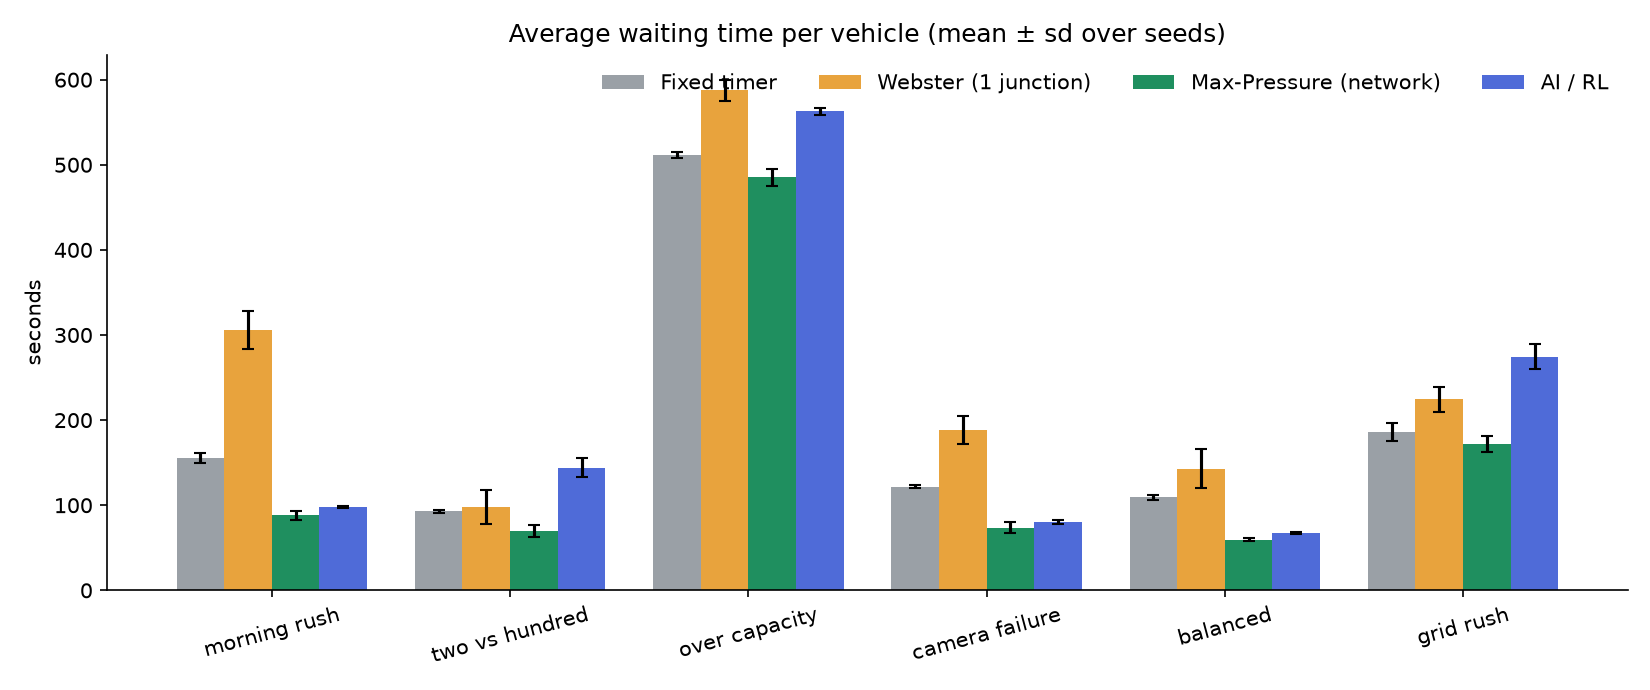 Average waiting time per vehicle (mean ± sd over seeds)
Fixed timer Webster (1 junction) Max-Pressure (network) AI / RL
seconds
600
500
400
300
200
100
0
morning rush two vs hundred over capacity camera failure balanced grid rush